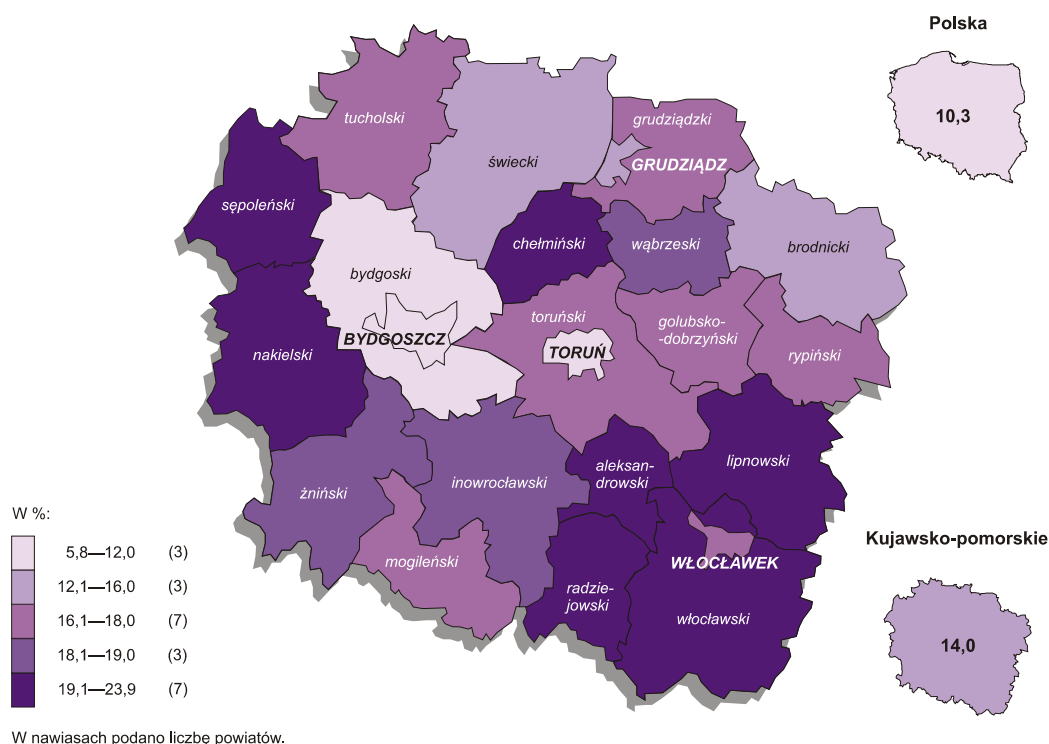 Polska
10,3
tucholski
grudziądzki
świecki
GRUDZIĄDZ
sępoleński
chełmiński
wąbrzeski
brodnicki
bydgoski
toruński
golubsko-
-dobrzyński
BYDGOSZCZ
TORUŃ
nakielski
rypiński
lipnowski
aleksan-
drowski
żniński
inowrocławski
mogileński
WŁOCŁAWEK
radzie-
jowski
włocławski
Kujawsko-pomorskie
14,0
W %:
5,8—12,0 (3)
12,1—16,0 (3)
16,1—18,0 (7)
18,1—19,0 (3)
19,1—23,9 (7)
W nawiasach podano liczbę powiatów.